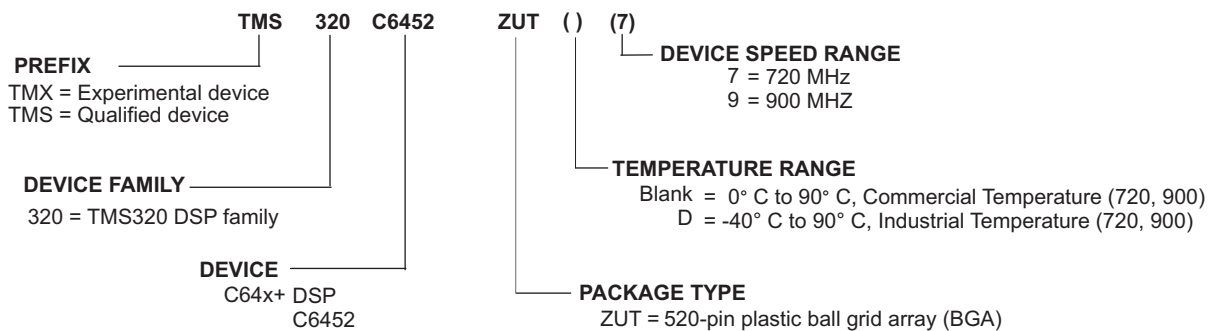 TMS 320 C6452 ZUT ( ) (7)
DEVICE SPEED RANGE
7 = 720 MHz
9 = 900 MHZ
PREFIX
TMX = Experimental device
TMS = Qualified device
TEMPERATURE RANGE
Blank = 0° C to 90° C, Commercial Temperature (720, 900)
D = -40° C to 90° C, Industrial Temperature (720, 900)
DEVICE FAMILY
320 = TMS320 DSP family
DEVICE
C64x+ DSP
C6452
PACKAGE TYPE
ZUT = 520-pin plastic ball grid array (BGA)